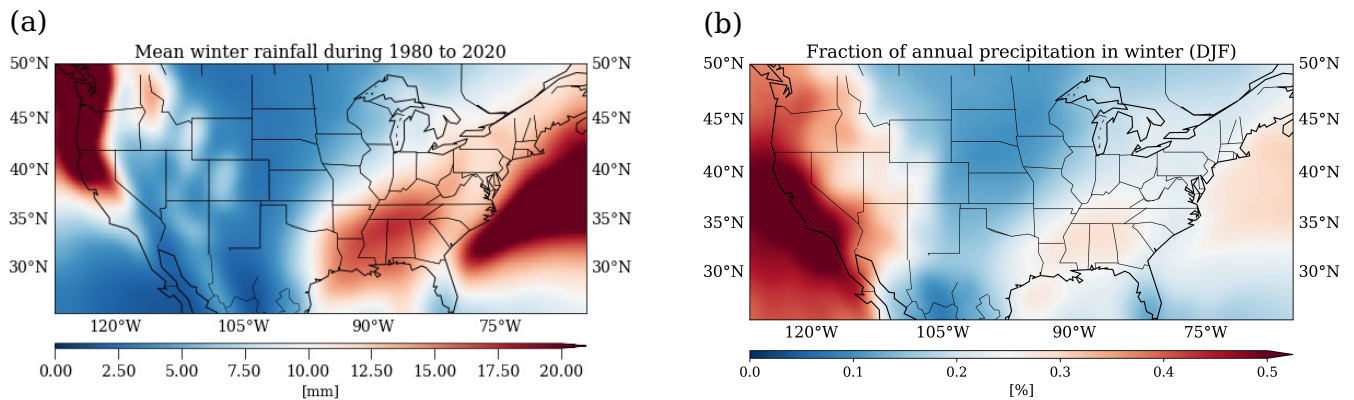 (a)
Mean winter rainfall during 1980 to 2020
50°N
45°N
40°N
35°N
30°N
50°N
45°N
40°N
35°N
30°N
120°W 105°W 90°W 75°W
0.00 2.50 5.00 7.50 10.00 12.50 15.00 17.50 20.00
[mm]
(b)
Fraction of annual precipitation in winter (DJF)
50°N
45°N
40°N
35°N
30°N
50°N
45°N
40°N
35°N
30°N
120°W 105°W 90°W 75°W
0.0 0.1 0.2 0.3 0.4 0.5
[%]